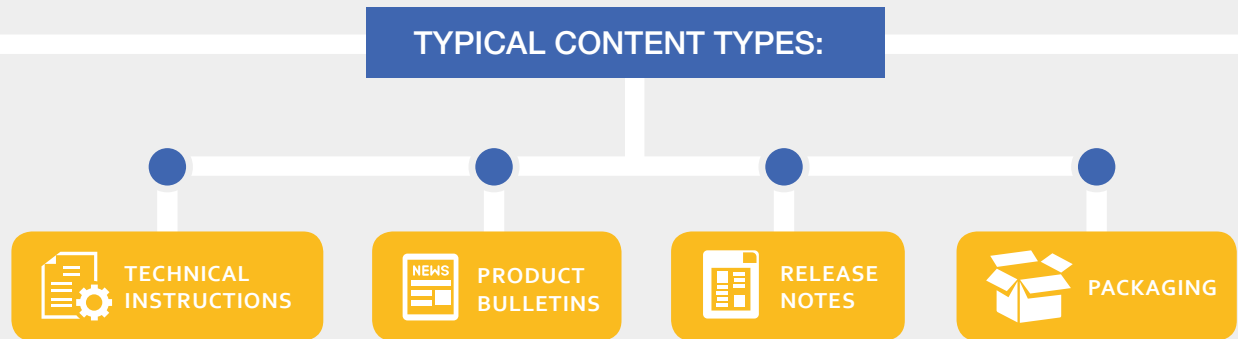 TYPICAL CONTENT TYPES:
TECHNICAL
INSTRUCTIONS
NEWS
PRODUCT
BULLETINS
RELEASE
NOTES
PACKAGING